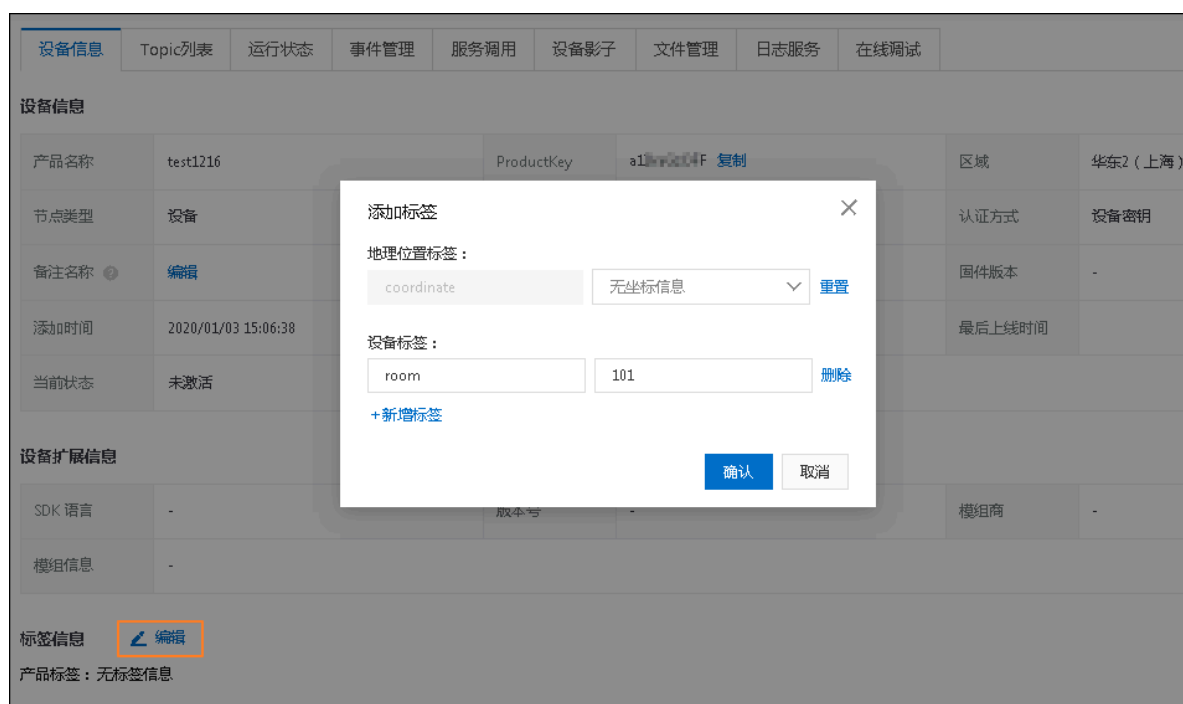 设备信息 Topic列表 运行状态 事件管理 服务调用 设备影子 文件管理 日志服务 在线调试
设备信息
产品名称 test1216 ProductKey a1 F 复制 区域 华东2 ( 上海 )
节点类型 设备 认证方式 设备密钥
备注名称 编辑 固件版本 -
添加时间 2020/01/03 15:06:38 最后上线时间
当前状态 未激活
添加标签
地理位置标签：
coordinate 无坐标信息 重置
设备标签：
room 101 删除
+新增标签
确认 取消
设备扩展信息
SDK 语言 - 版本号 - 模组商 -
模组信息 -
标签信息 编辑
产品标签：无标签信息